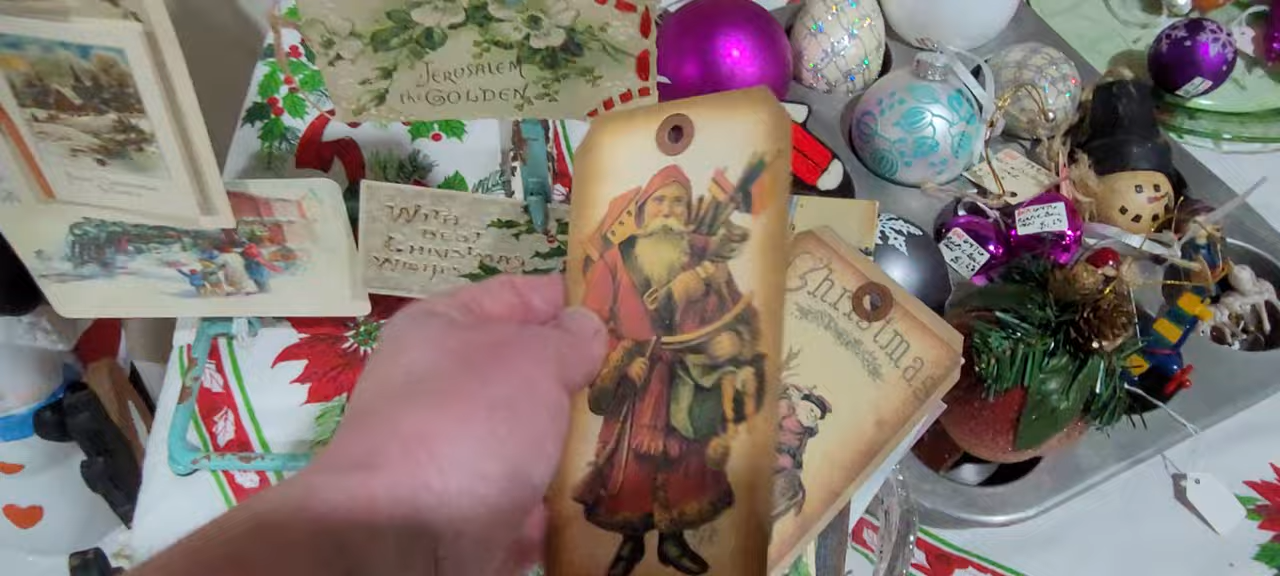 JERUSALEM
the GOLDEN
WITH
BEST
CHRISTMAS
WISHES
Christmas